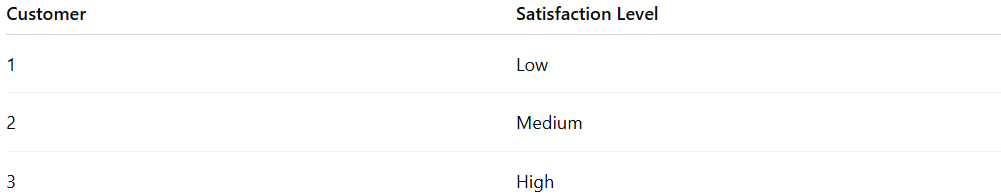 Customer Satisfaction Level
1 Low
2 Medium
3 High